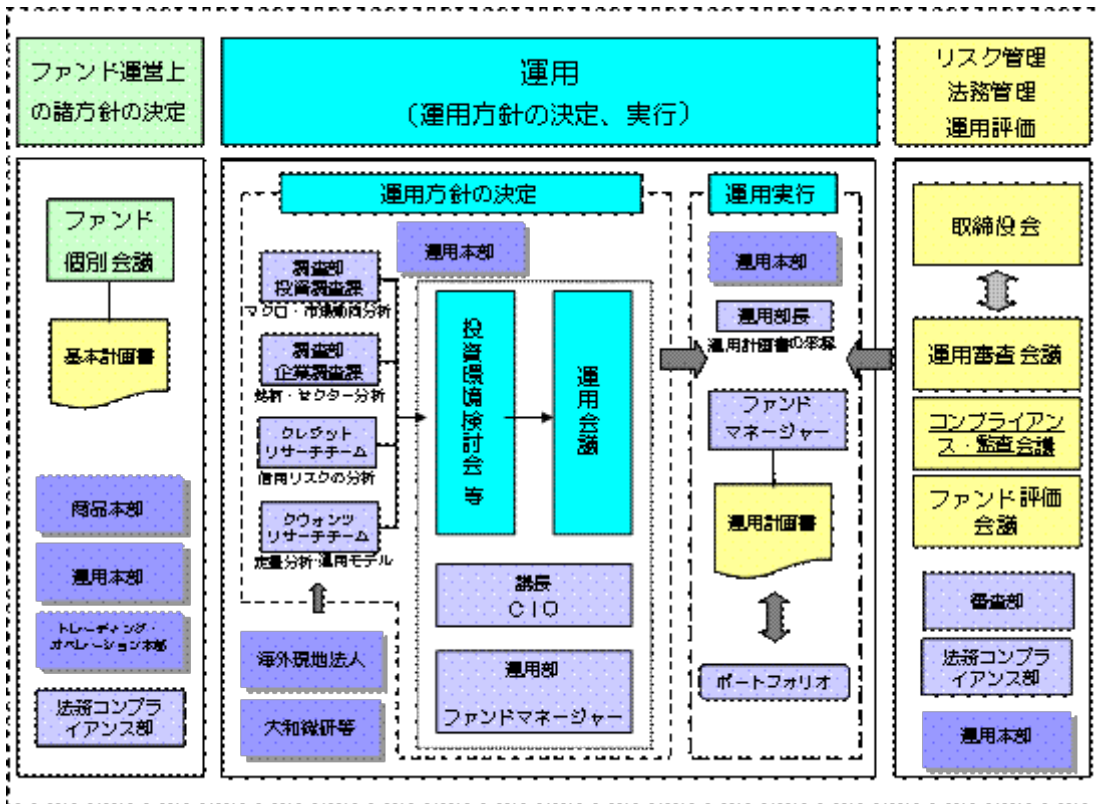 ファンド運営上
の諸方針の決定
運用
（運用方針の決定、実行）
リスク管理
法務管理
運用評価
ファンド
個別会議
基本計画書
商品本部
運用本部
トレーディング・
オペレーション本部
法務コンプラ
イアンス部
運用方針の決定
運用本部
調査部
投資調査課
マクロ・市場動向分析
調査部
企業調査課
銘柄・セクター分析
クレジット
リサーチチーム
信用リスクの分析
クウォンツ
リサーチチーム
定量分析・運用モデル
海外現地法人
大和総研等
投資環境検討会 等
運用会議
議長
CIO
運用部
ファンドマネージャー
運用実行
運用本部
運用部長
運用計画書の承認
ファンド
マネージャー
運用計画書
ポートフォリオ
取締役会
運用審査会議
コンプライアン
ス・監査会議
ファンド評価
会議
審査部
法務コンプラ
イアンス部
運用本部